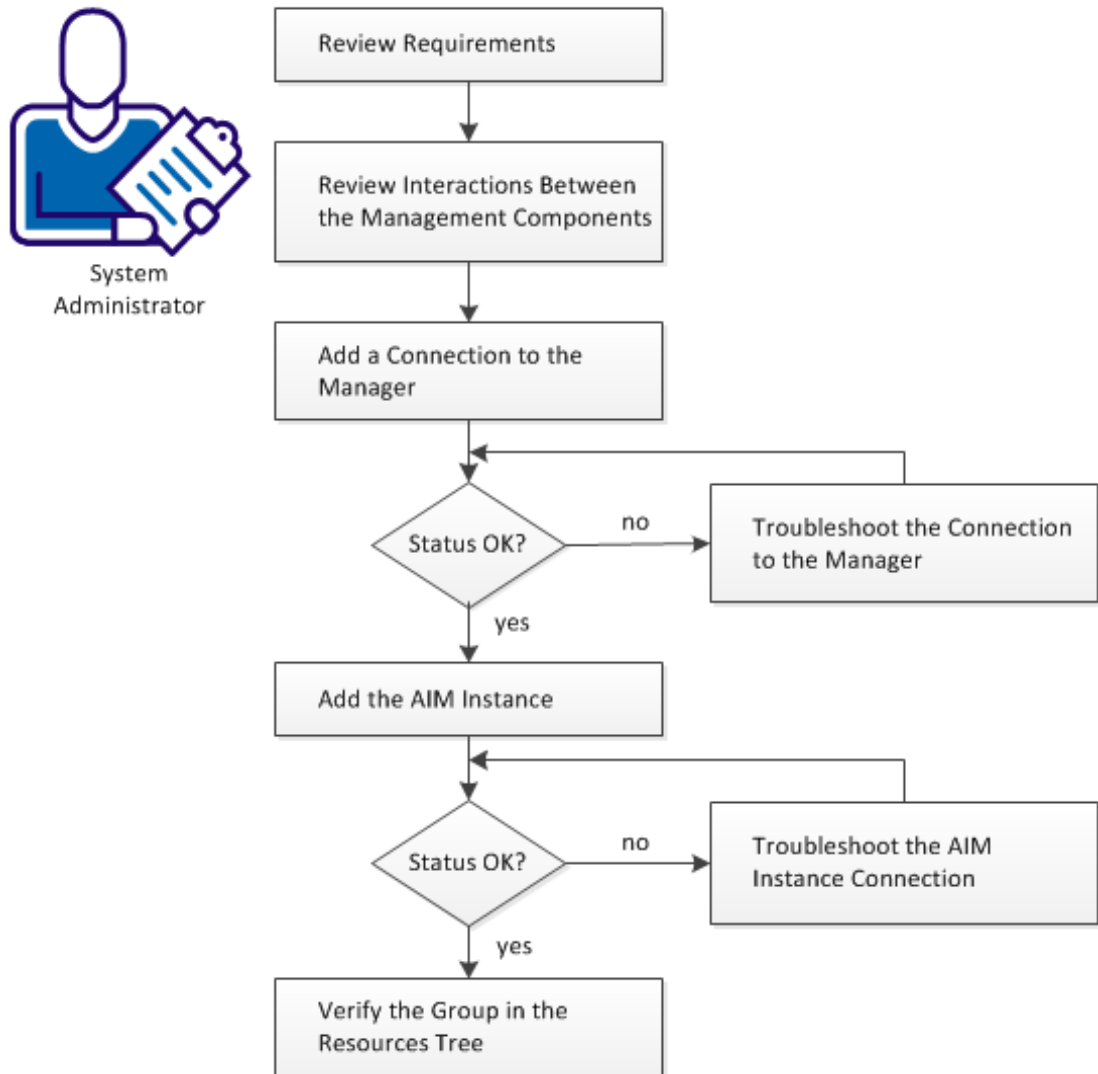 Review Requirements
System
Administrator
Review Interactions Between
the Management Components
Add a Connection to the
Manager
Status OK?
no
Troubleshoot the Connection
to the Manager
yes
Add the AIM Instance
Status OK?
no
Troubleshoot the AIM
Instance Connection
yes
Verify the Group in the
Resources Tree